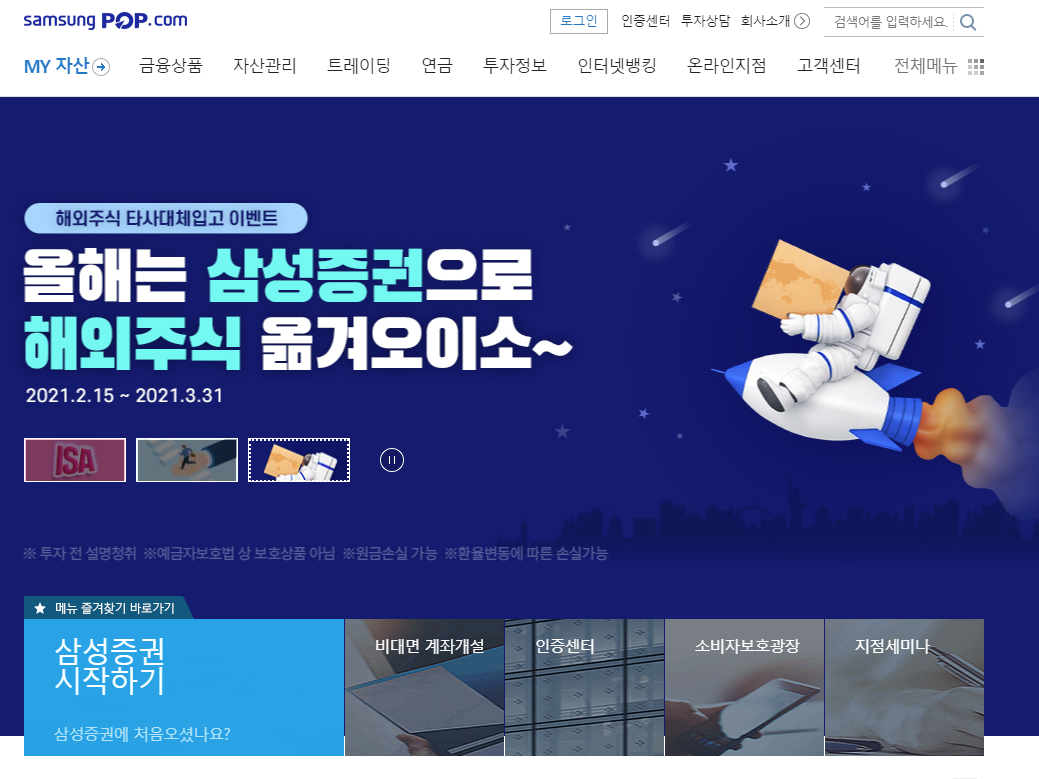 samsung POP.com
로그인 인증센터 투자상담 회사소개 검색어를 입력하세요.
MY 자산 금융상품 자산관리 트레이딩 연금 투자정보 인터넷뱅킹 온라인지점 고객센터 전체메뉴
해외주식 타사대체입고 이벤트
올해는 삼성증권으로
해외주식 옮겨오이소~
2021.2.15 ~ 2021.3.31
ISA
※ 투자 전 설명청취 ※예금자보호법 상 보호상품 아님 ※원금손실 가능 ※환율변동에 따른 손실가능
★ 메뉴 즐겨찾기 바로가기
삼성증권
시작하기
삼성증권에 처음오셨나요?
비대면 계좌개설
인증센터
소비자보호광장
지점세미나